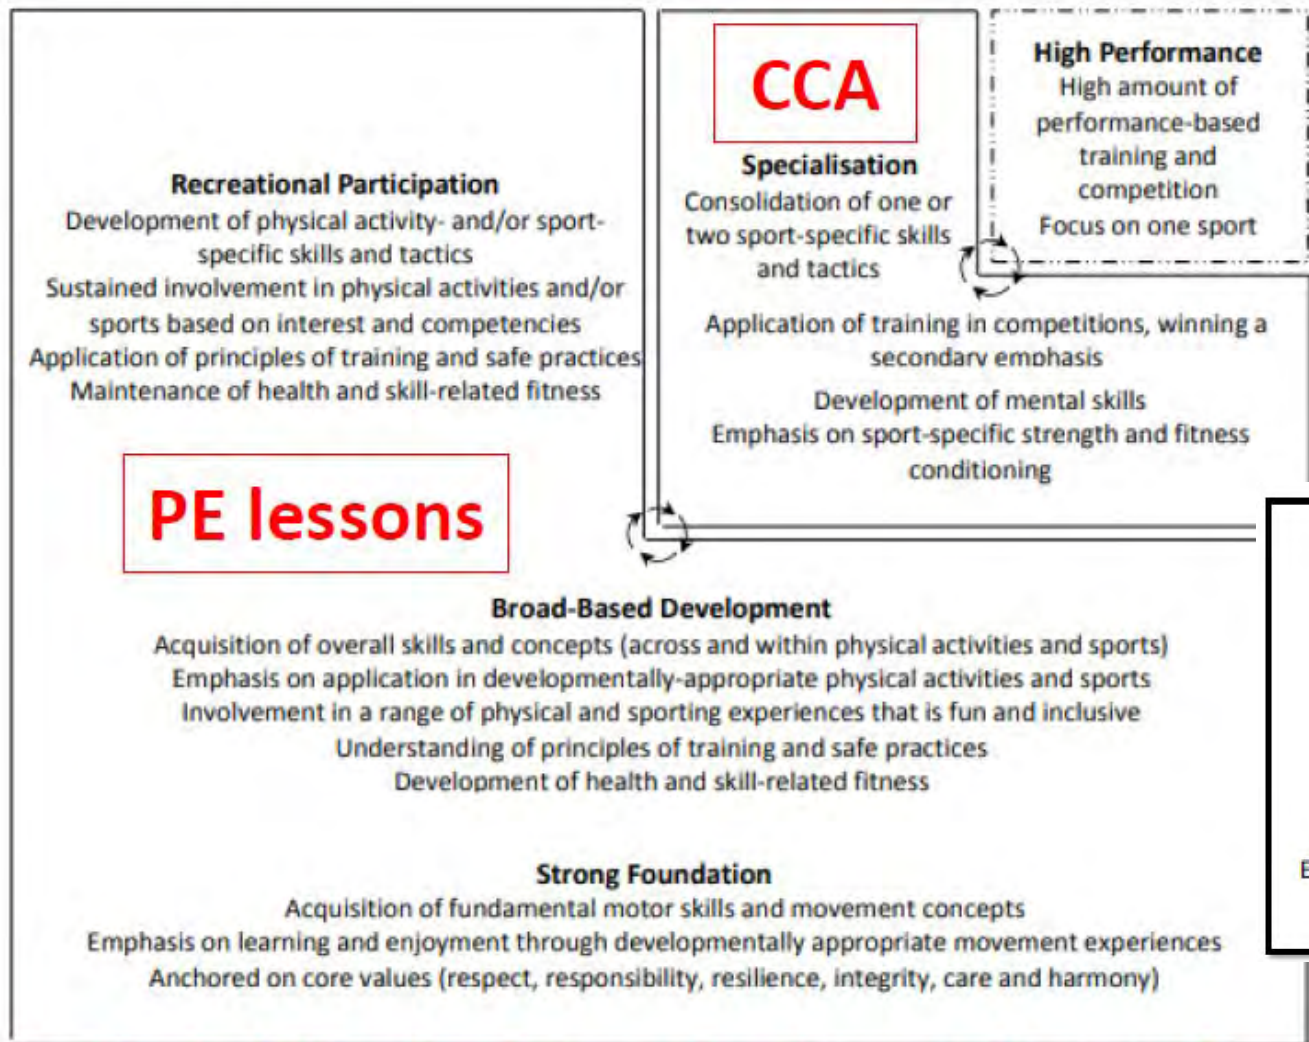 Recreational Participation
Development of physical activity- and/or sport-
specific skills and tactics
Sustained involvement in physical activities and/or
sports based on interest and competencies
Application of principles of training and safe practices
Maintenance of health and skill-related fitness
PE lessons
CCA
Specialisation
Consolidation of one or
two sport-specific skills
and tactics
Application of training in competitions, winning a
secondary emphasis
Development of mental skills
Emphasis on sport-specific strength and fitness
conditioning
High Performance
High amount of
performance-based
training and
competition
Focus on one sport
Broad-Based Development
Acquisition of overall skills and concepts (across and within physical activities and sports)
Emphasis on application in developmentally-appropriate physical activities and sports
Involvement in a range of physical and sporting experiences that is fun and inclusive
Understanding of principles of training and safe practices
Development of health and skill-related fitness
Strong Foundation
Acquisition of fundamental motor skills and movement concepts
Emphasis on learning and enjoyment through developmentally appropriate movement experiences
Anchored on core values (respect, responsibility, resilience, integrity, care and harmony)